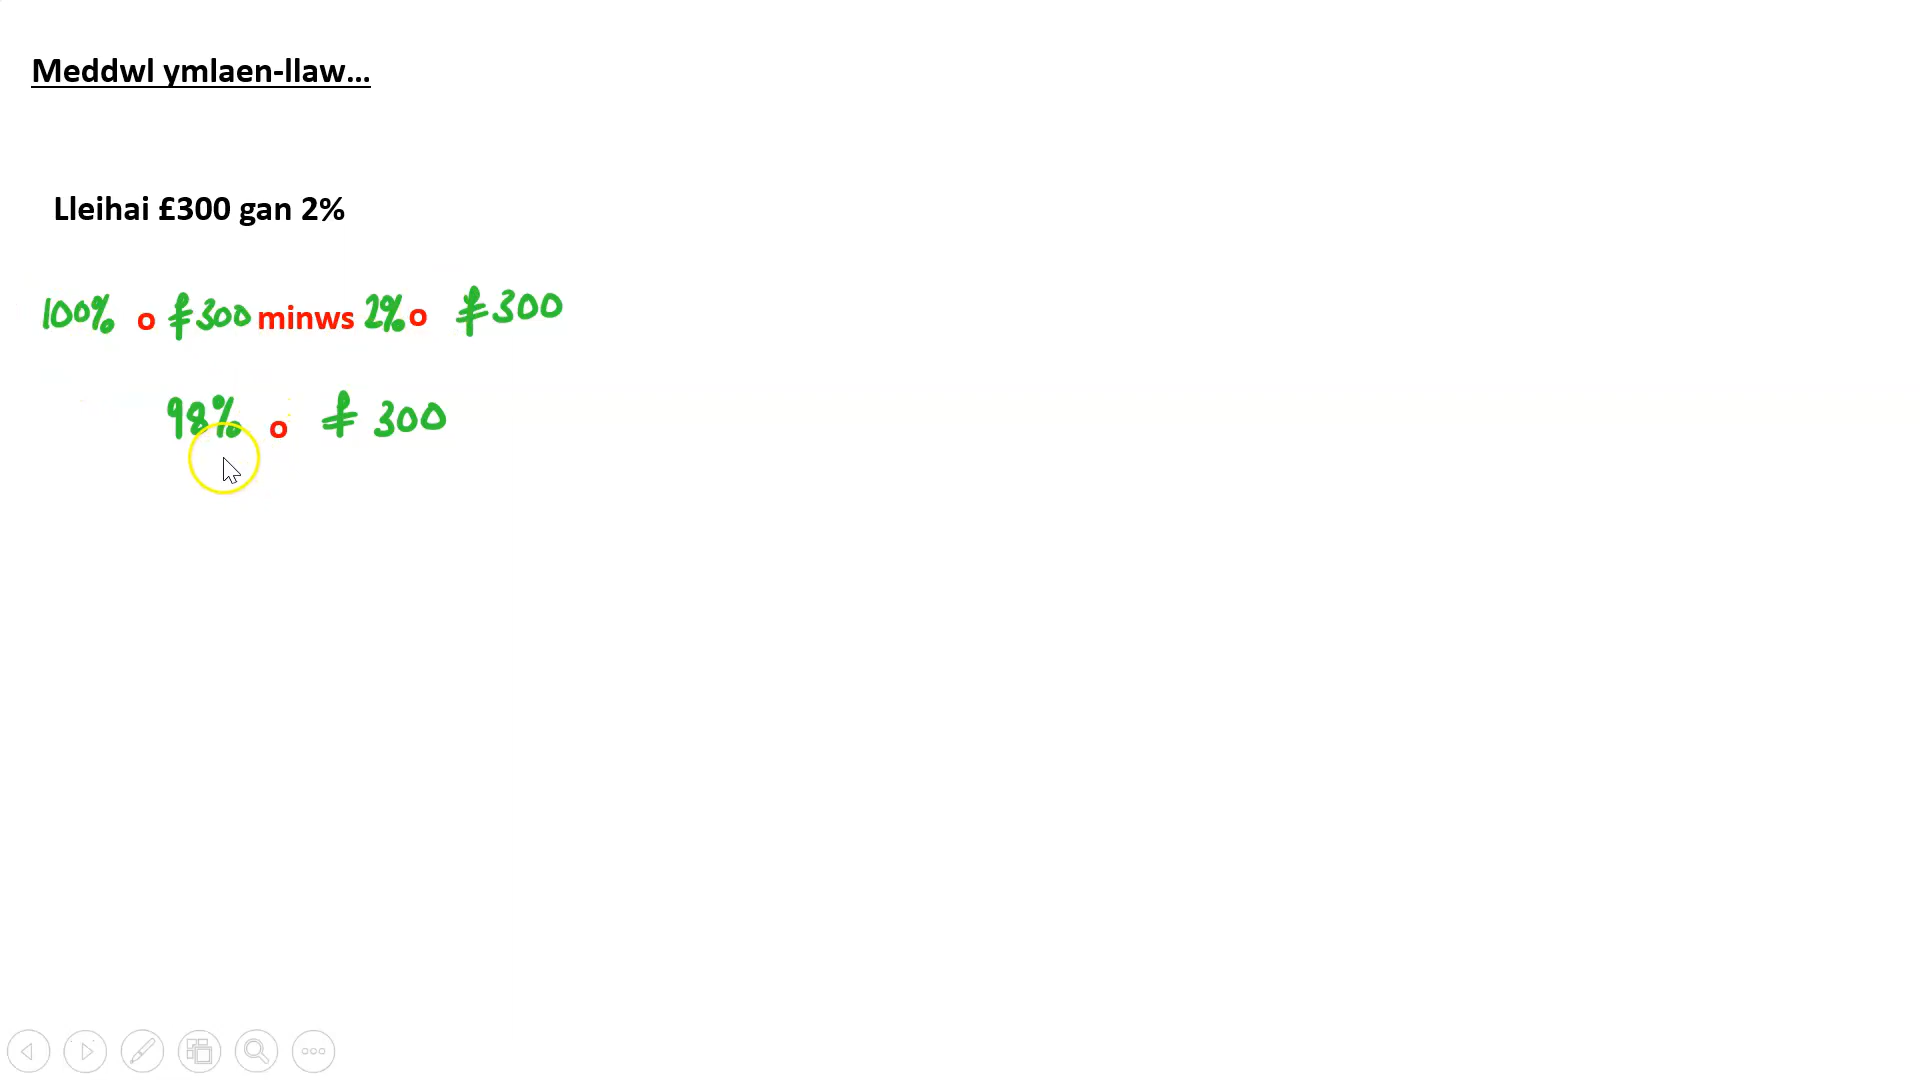 Meddwl ymlaen-llaw...
Lleihai £300 gan 2%
100% o £300 minws 2% o £300
98% o £300